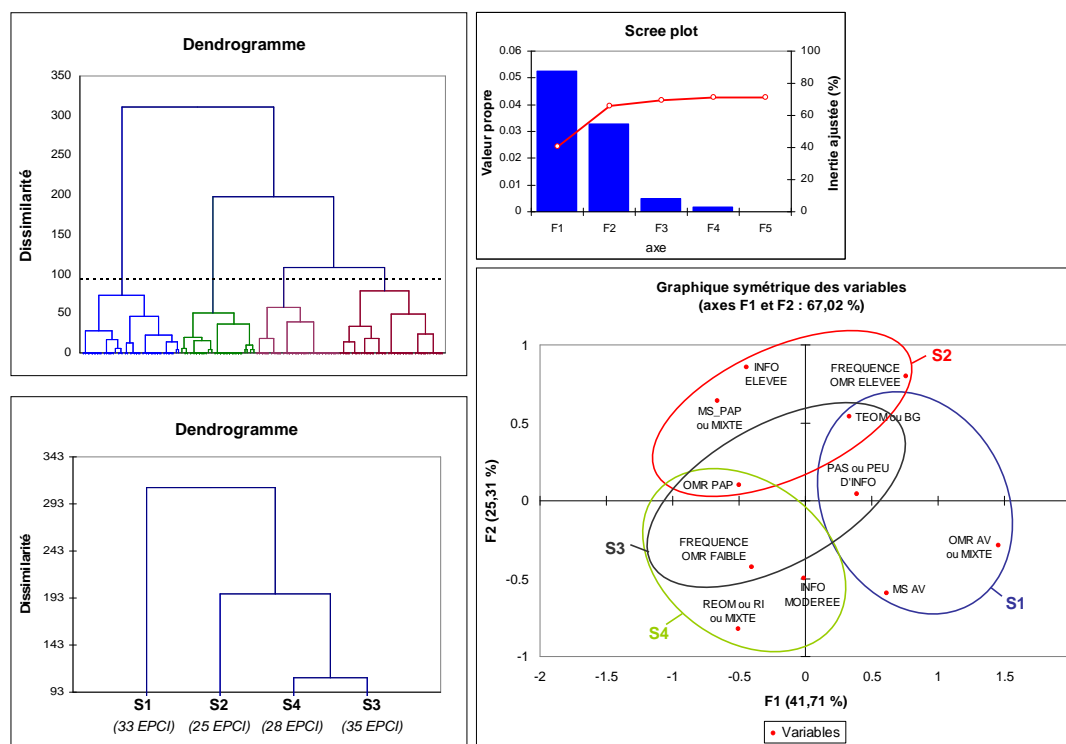 Dendrogramme
350
300
250
200
150
100
50
0
Dissimilarité
Scree plot
0.06
0.05
0.04
0.03
0.02
0.01
0
Valeur propre
100
80
60
40
20
0
Inertie ajustée (%)
F1 F2 F3 F4 F5
axe
Dendrogramme
343
293
243
193
143
93
Dissimilarité
S1 S2 S4 S3
(33 EPCI) (25 EPCI) (28 EPCI) (35 EPCI)
Graphique symétrique des variables
(axes F1 et F2 : 67,02 %)
1
0.5
0
-0.5
-1
F2 (25,31 %)
S2
INFO
ELEVEE
FREQUENCE
OMR ELEVEE
MS_PAP
ou MIXTE
TEOM ou BG
PAS ou PEU
D'INFO
OMR PAP
S3
FREQUENCE
OMR FAIBLE
OMR AV
ou MIXTE
INFO
MODEREE
MS AV
S1
REOM ou RI
ou MIXTE
S4
-2 -1.5 -1 -0.5 0 0.5 1 1.5
F1 (41,71 %)
Variables